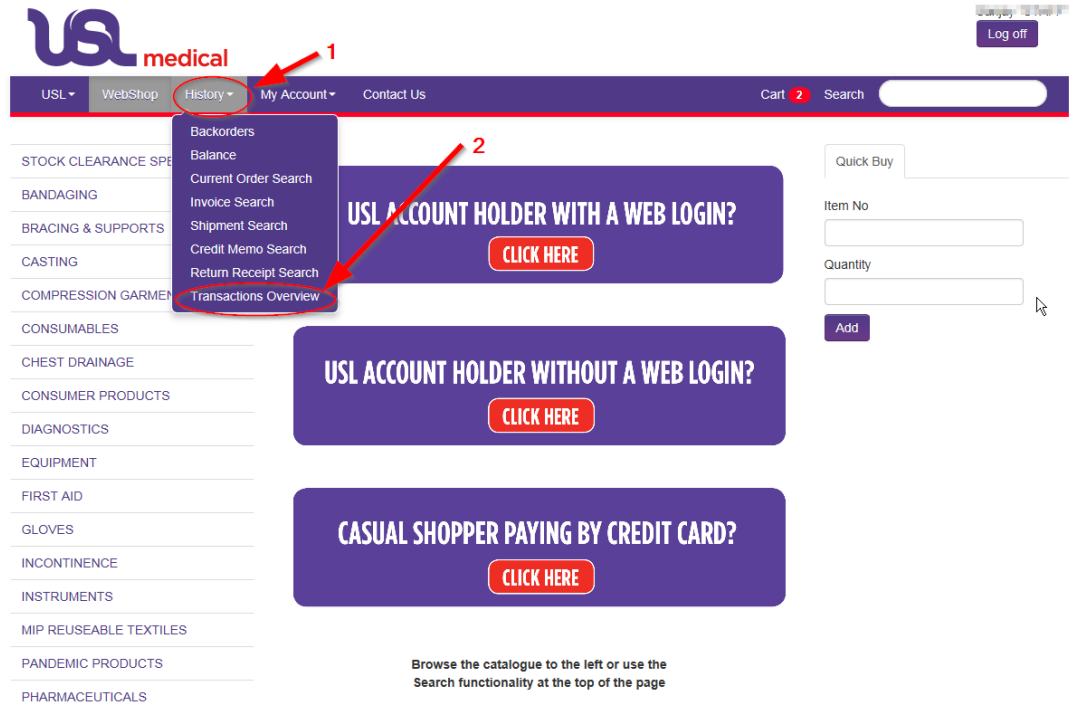 USL medical
Log off
1
USL
WebShop
History
My Account
Contact Us
Cart 2
Search
Backorders
Balance
Current Order Search
Invoice Search
Shipment Search
Credit Memo Search
Return Receipt Search
Transactions Overview
2
STOCK CLEARANCE SPE
BANDAGING
BRACING & SUPPORTS
CASTING
COMPRESSION GARMEN
CONSUMABLES
CHEST DRAINAGE
CONSUMER PRODUCTS
DIAGNOSTICS
EQUIPMENT
FIRST AID
GLOVES
INCONTINENCE
INSTRUMENTS
MIP REUSEABLE TEXTILES
PANDEMIC PRODUCTS
PHARMACEUTICALS
USL ACCOUNT HOLDER WITH A WEB LOGIN?
CLICK HERE
USL ACCOUNT HOLDER WITHOUT A WEB LOGIN?
CLICK HERE
CASUAL SHOPPER PAYING BY CREDIT CARD?
CLICK HERE
Browse the catalogue to the left or use the
Search functionality at the top of the page
Quick Buy
Item No
Quantity
Add